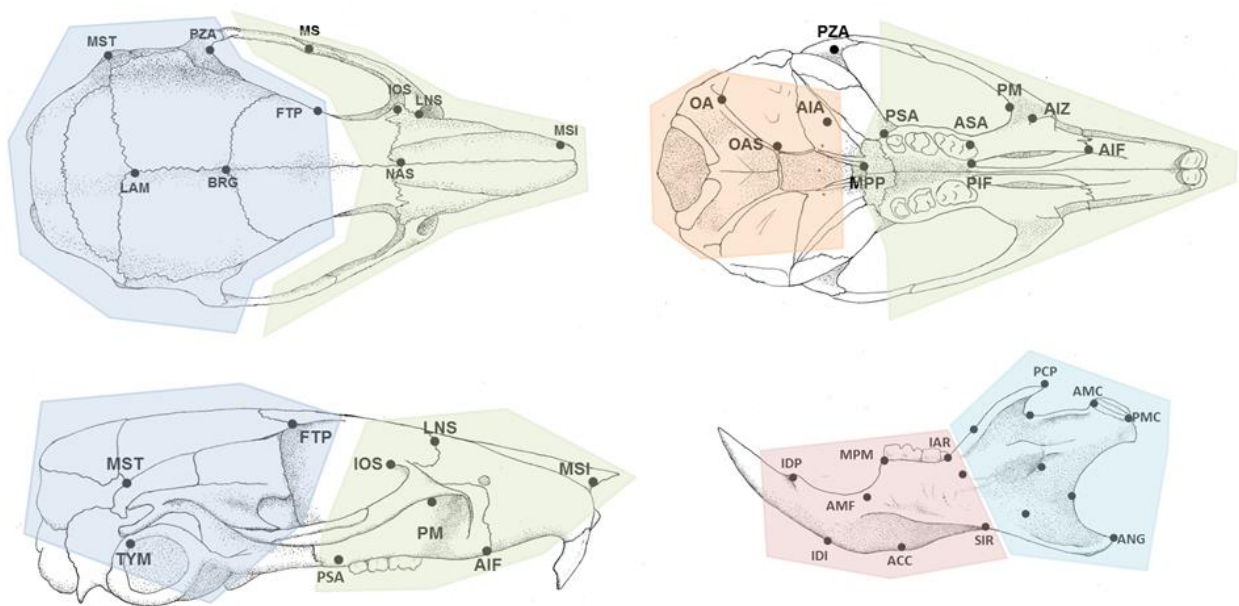 MST
PZA
MS
IOS
LNS
FTP
MSI
LAM
BRG
NAS
PZA
OA
AIA
PSA
ASA
PM
AIZ
OAS
MPP
PIF
AIF
FTP
LNS
MST
IOS
MSI
PM
TYM
PSA
AIF
PCP
AMC
PMC
IAR
MPM
IDP
AMF
SIR
IDI
ACC
ANG